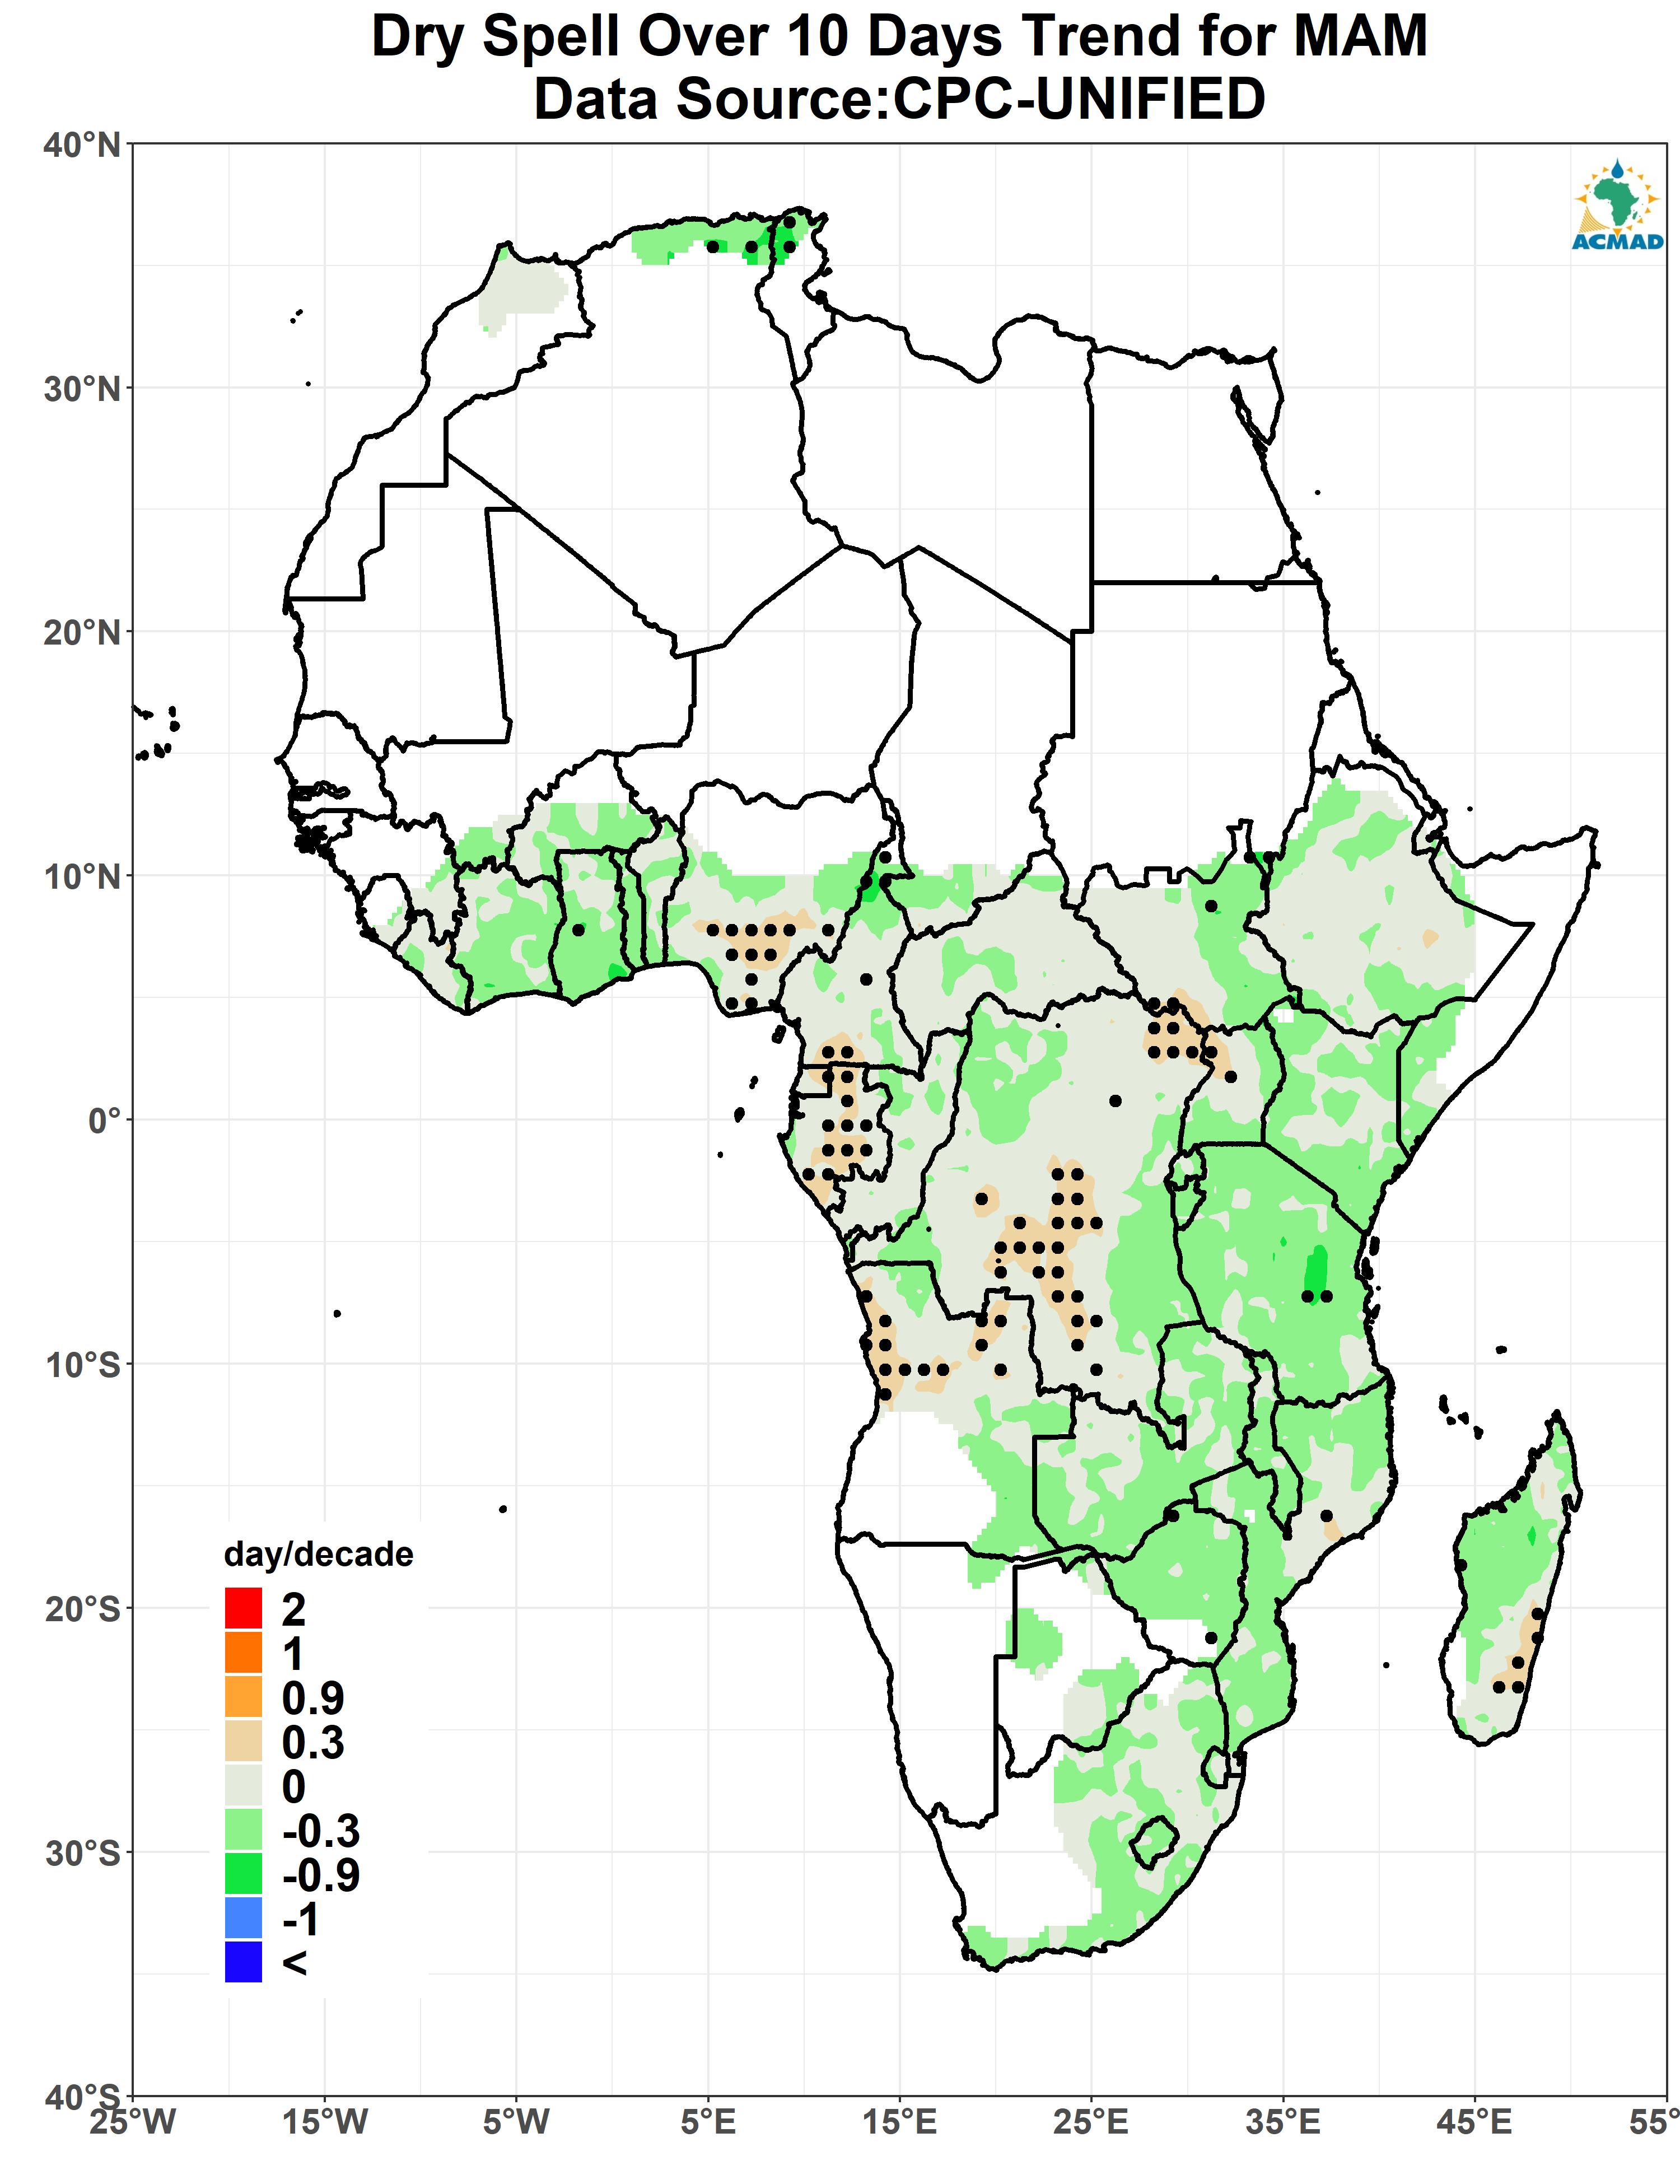 Dry Spell Over 10 Days Trend for MAM
Data Source:CPC-UNIFIED
40°N
30°N
20°N
10°N
0°
10°S
20°S
30°S
40°S
ACMAD
day/decade
2
1
0.9
0.3
0
-0.3
-0.9
-1
<
25°W
15°W
5°W
5°E
15°E
25°E
35°E
45°E
55°